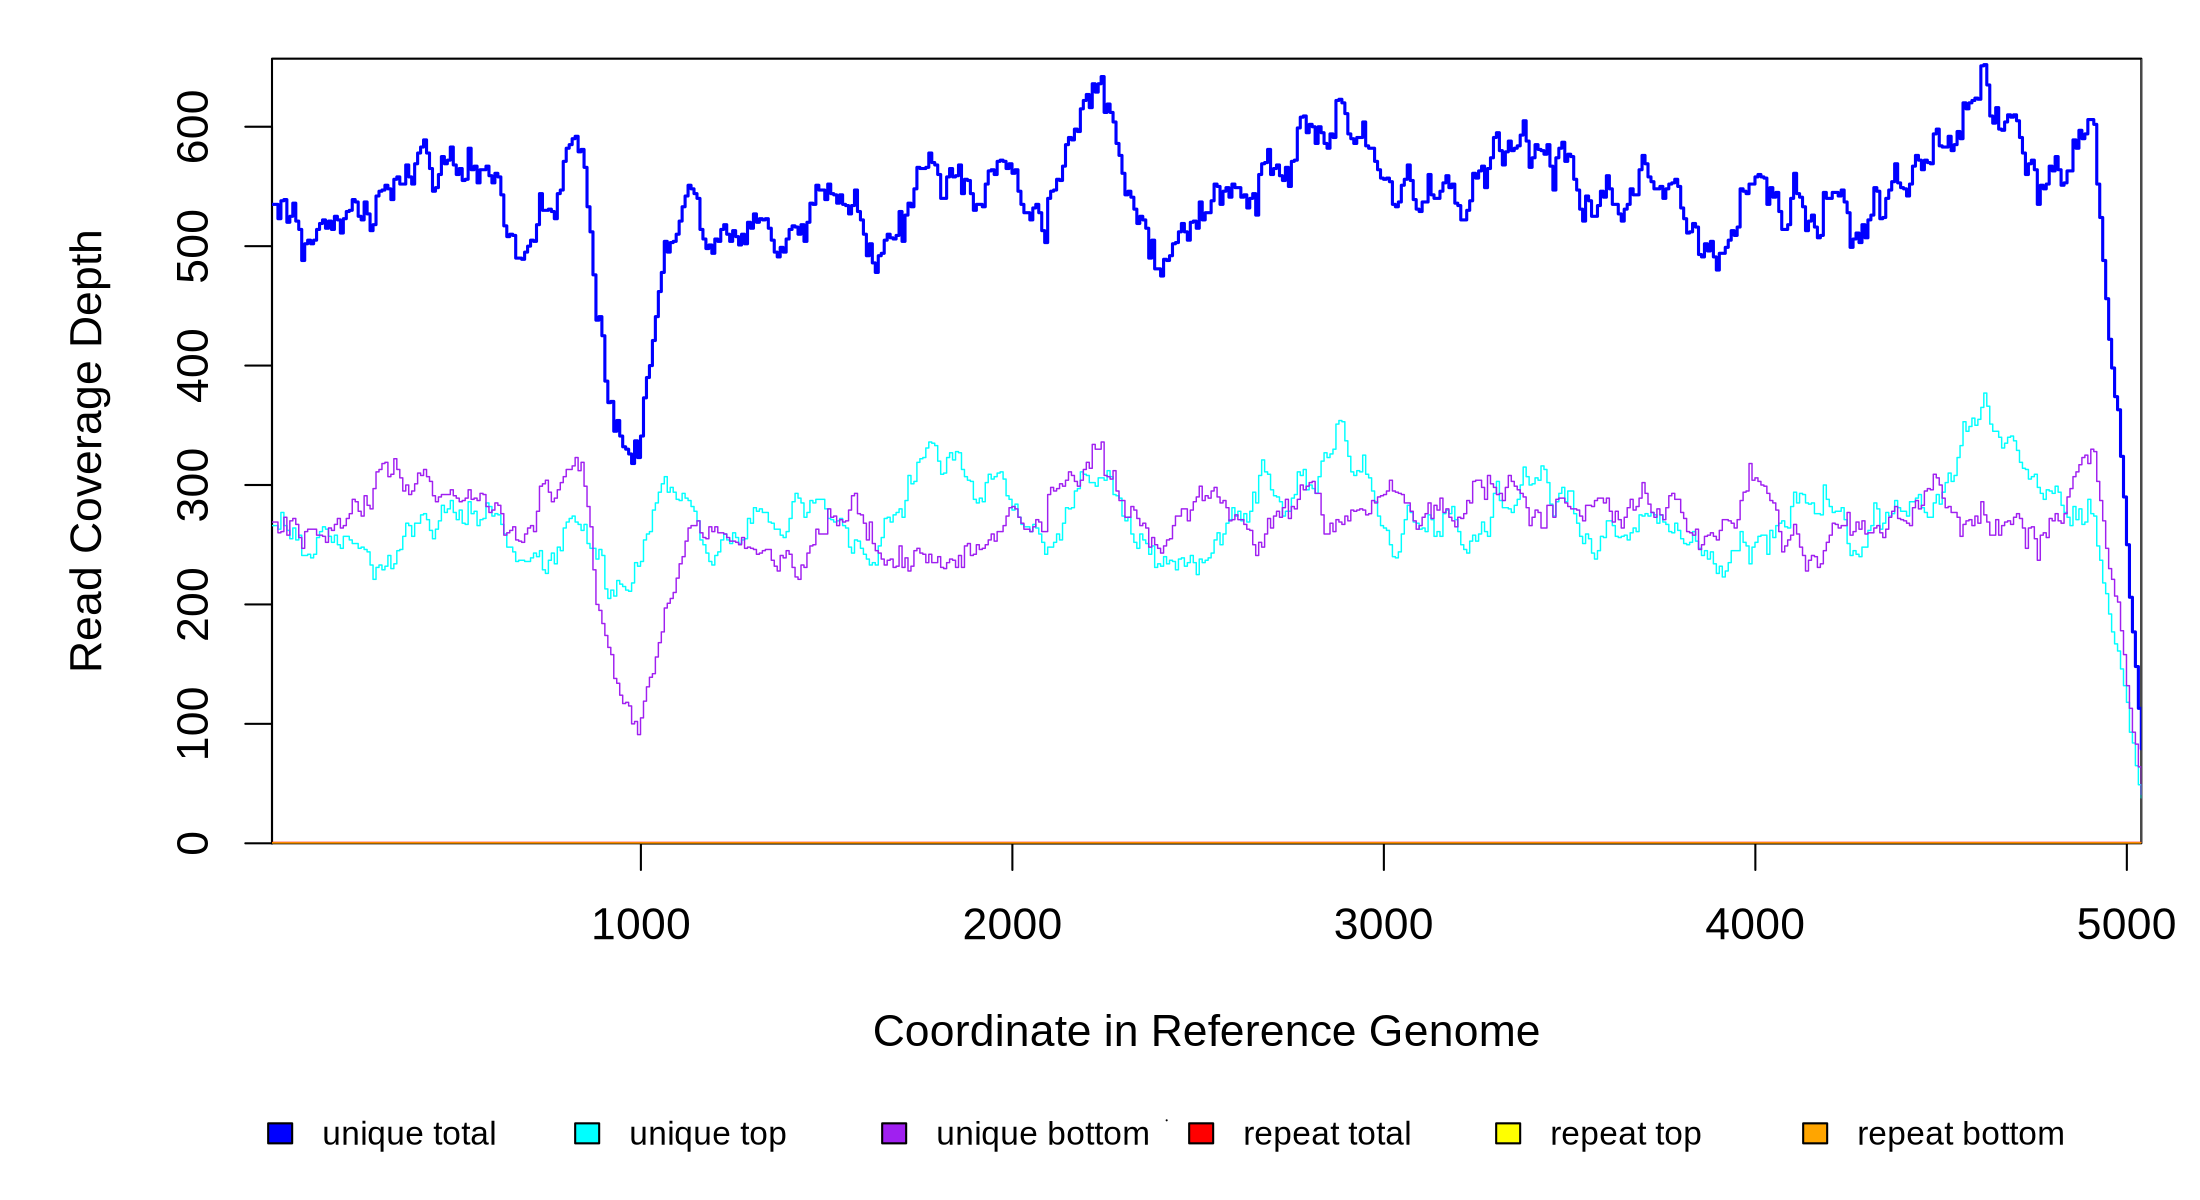 Read Coverage Depth
600
500
400
300
200
100
0
1000 2000 3000 4000 5000
Coordinate in Reference Genome
unique total unique top unique bottom repeat total repeat top repeat bottom